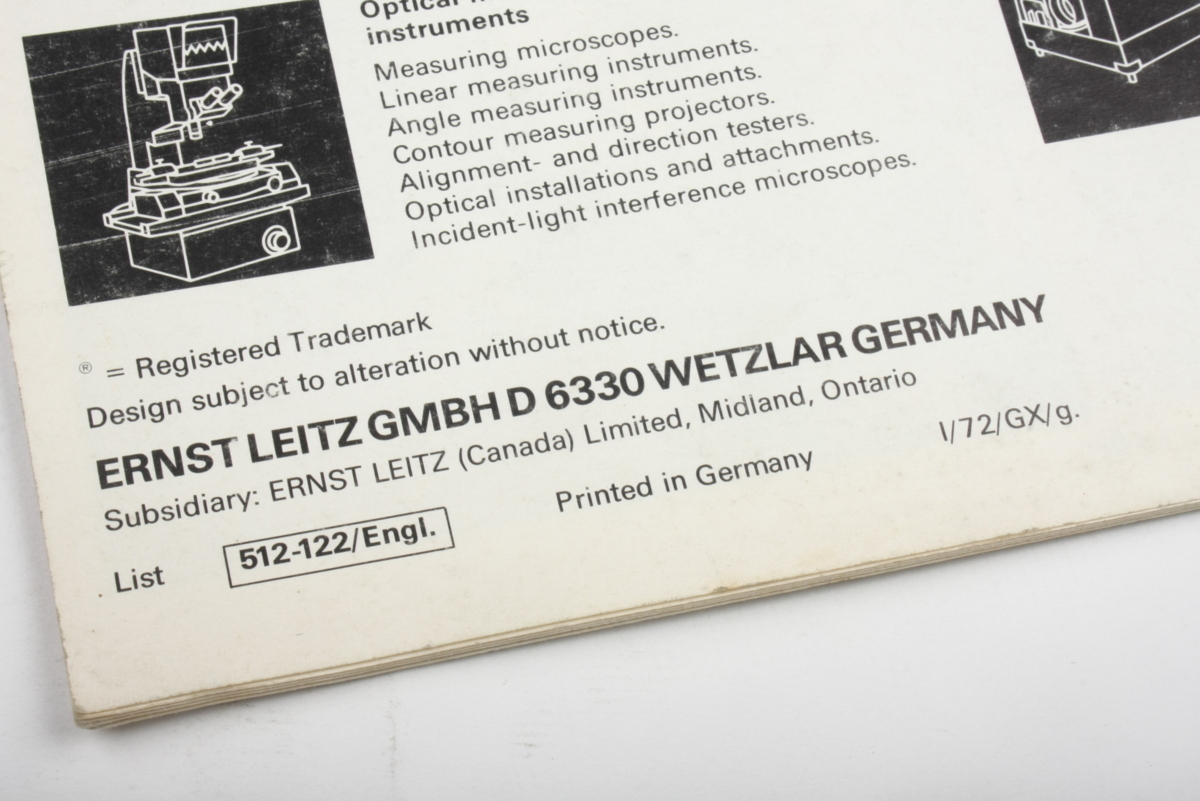 Optical
instruments
Measuring microscopes.
Linear measuring instruments.
Angle measuring instruments.
Contour measuring projectors.
Alignment- and direction testers.
Optical installations and attachments.
Incident-light interference microscopes.
® = Registered Trademark
Design subject to alteration without notice.
ERNST LEITZ GMBH D 6330 WETZLAR GERMANY
Subsidiary: ERNST LEITZ (Canada) Limited, Midland, Ontario
Printed in Germany I/72/GX/g.
List 512-122/Engl.